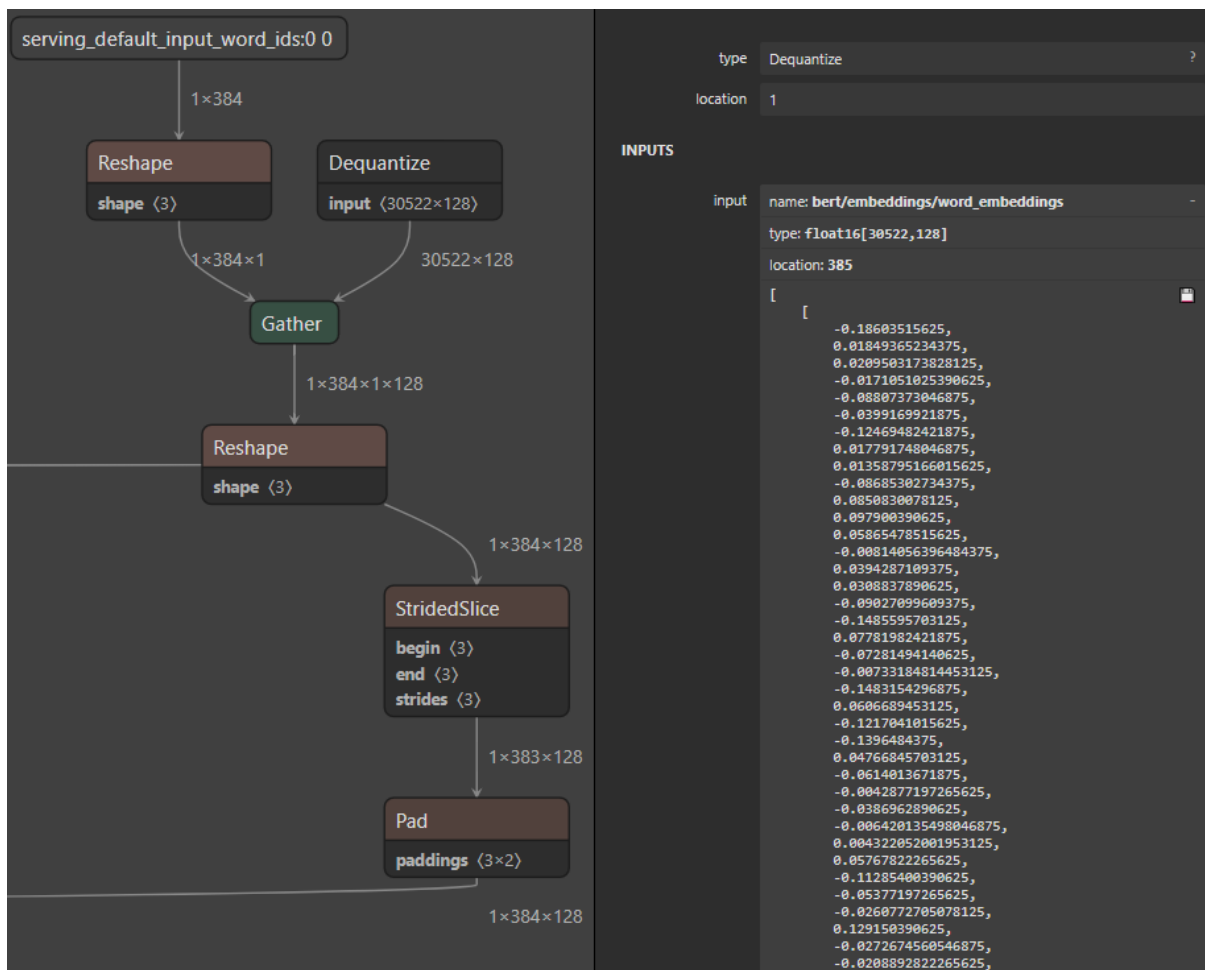 serving_default_input_word_ids:0 0
1×384
Reshape
shape ⟨3⟩
Dequantize
input ⟨30522×128⟩
1×384×1
30522×128
Gather
1×384×1×128
Reshape
shape ⟨3⟩
1×384×128
StridedSlice
begin ⟨3⟩
end ⟨3⟩
strides ⟨3⟩
1×383×128
Pad
paddings ⟨3×2⟩
1×384×128
type Dequantize ?
location 1
INPUTS
input name: bert/embeddings/word_embeddings -
type: float16[30522,128]
location: 385
[
[
-0.18603515625,
0.01849365234375,
0.0209503173828125,
-0.0171051025390625,
-0.08807373046875,
-0.0399169921875,
-0.12469482421875,
0.017791748046875,
0.01358795166015625,
-0.08685302734375,
0.0850830078125,
0.097900390625,
0.05865478515625,
-0.00814056396484375,
0.0394287109375,
0.0308837890625,
-0.09027099609375,
-0.1485595703125,
0.07781982421875,
-0.07281494140625,
-0.00733184814453125,
-0.1483154296875,
0.0606689453125,
-0.1217041015625,
-0.1396484375,
0.04766845703125,
-0.0614013671875,
-0.0042877197265625,
-0.0386962890625,
-0.006420135498046875,
0.004322052001953125,
0.05767822265625,
-0.11285400390625,
-0.05377197265625,
-0.0260772705078125,
0.129150390625,
-0.0272674560546875,
-0.0208892822265625,